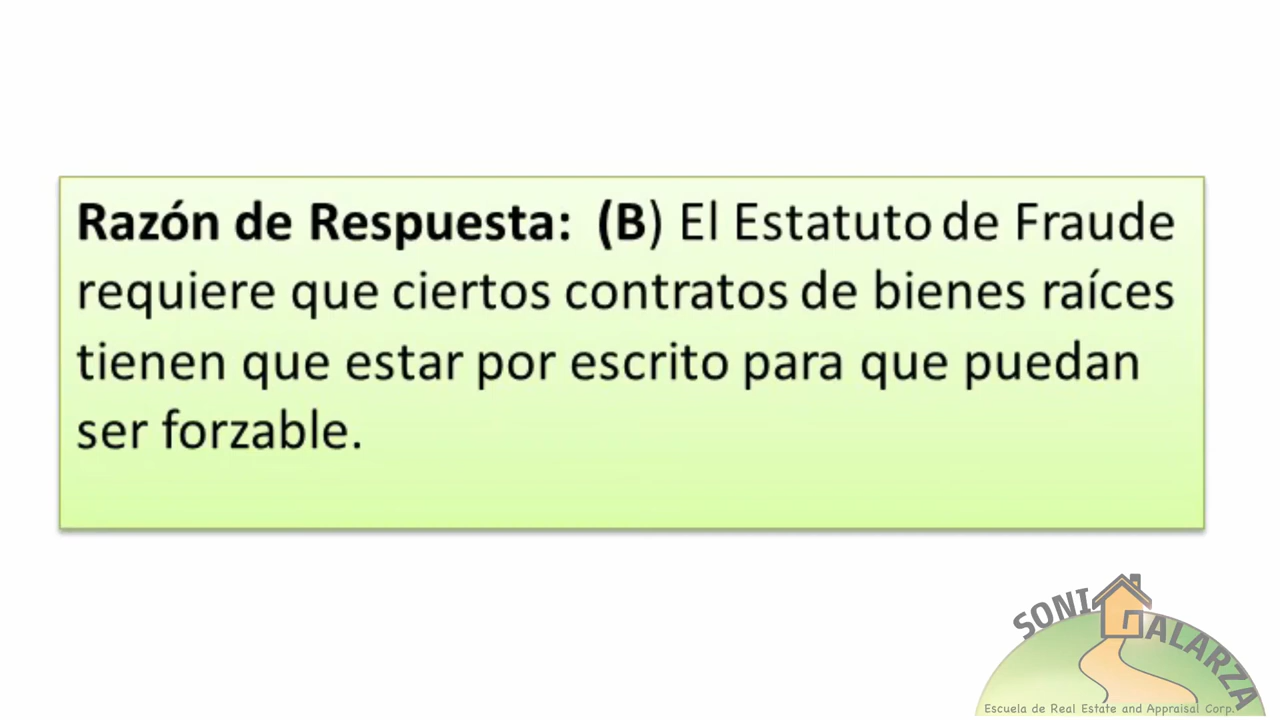 Razón de Respuesta: (B) El Estatuto de Fraude
requiere que ciertos contratos de bienes raíces
tienen que estar por escrito para que puedan
ser forzable.
SONI GALARZA
Escuela de Real Estate and Appraisal Corp.